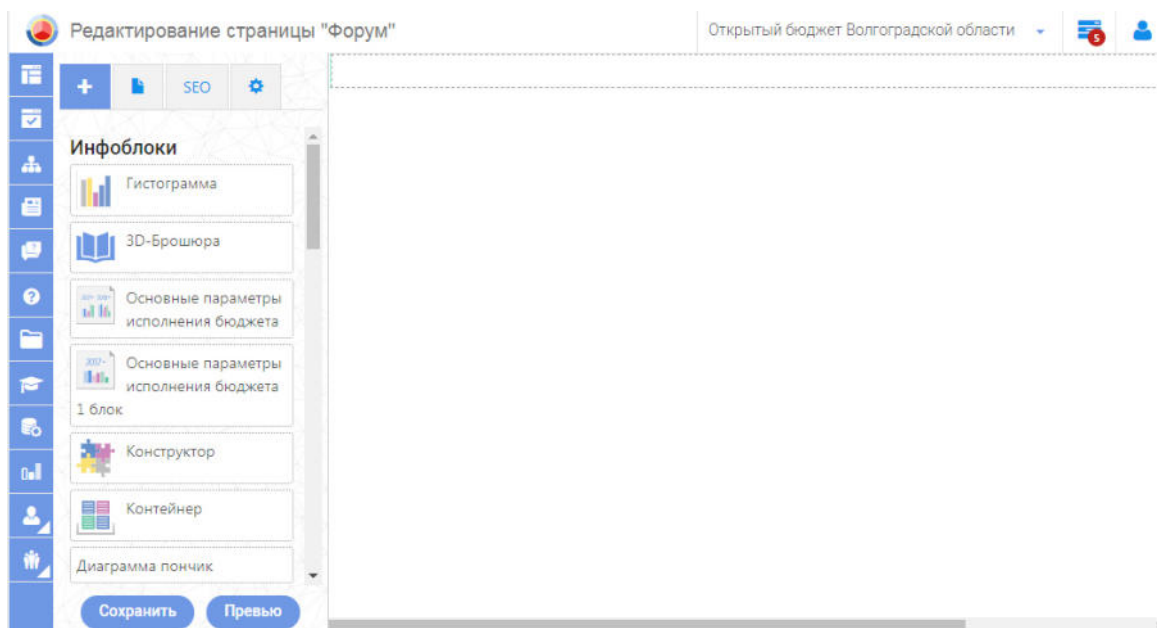 Редактирование страницы "Форум"
Открытый бюджет Волгоградской области
5
SEO
Инфоблоки
Гистограмма
3D-Брошюра
Основные параметры
исполнения бюджета
Основные параметры
исполнения бюджета
1 блок
Конструктор
Контейнер
Диаграмма пончик
Сохранить
Превью